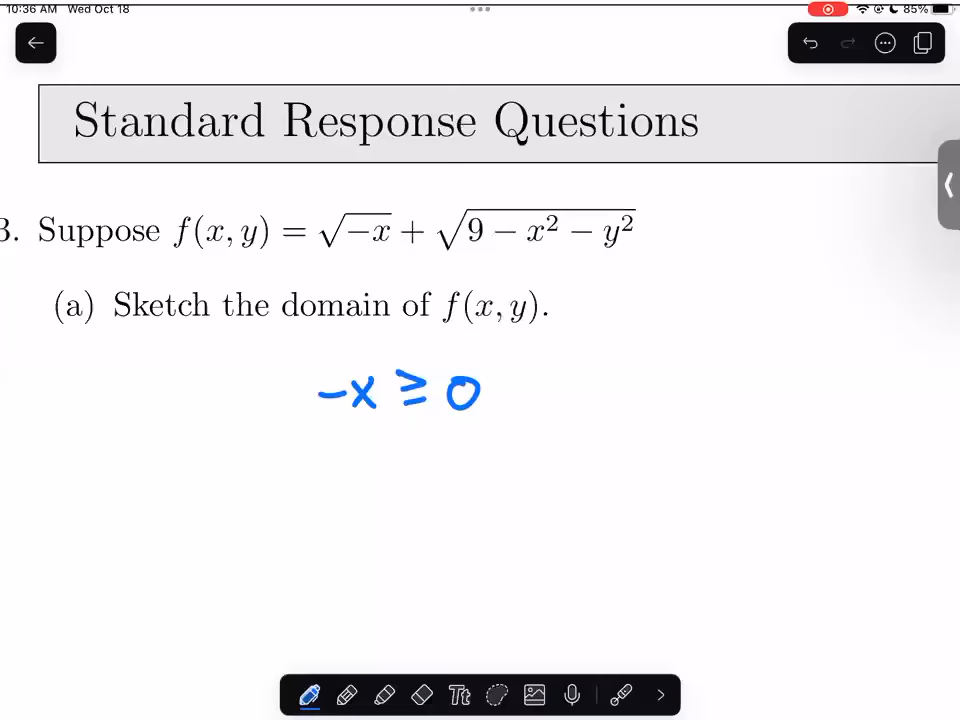 10:36 AM Wed Oct 18 85%
Standard Response Questions
3. Suppose f(x, y) = √−x + √9 − x² − y²
(a) Sketch the domain of f(x, y).
−x ≥ 0
Tt